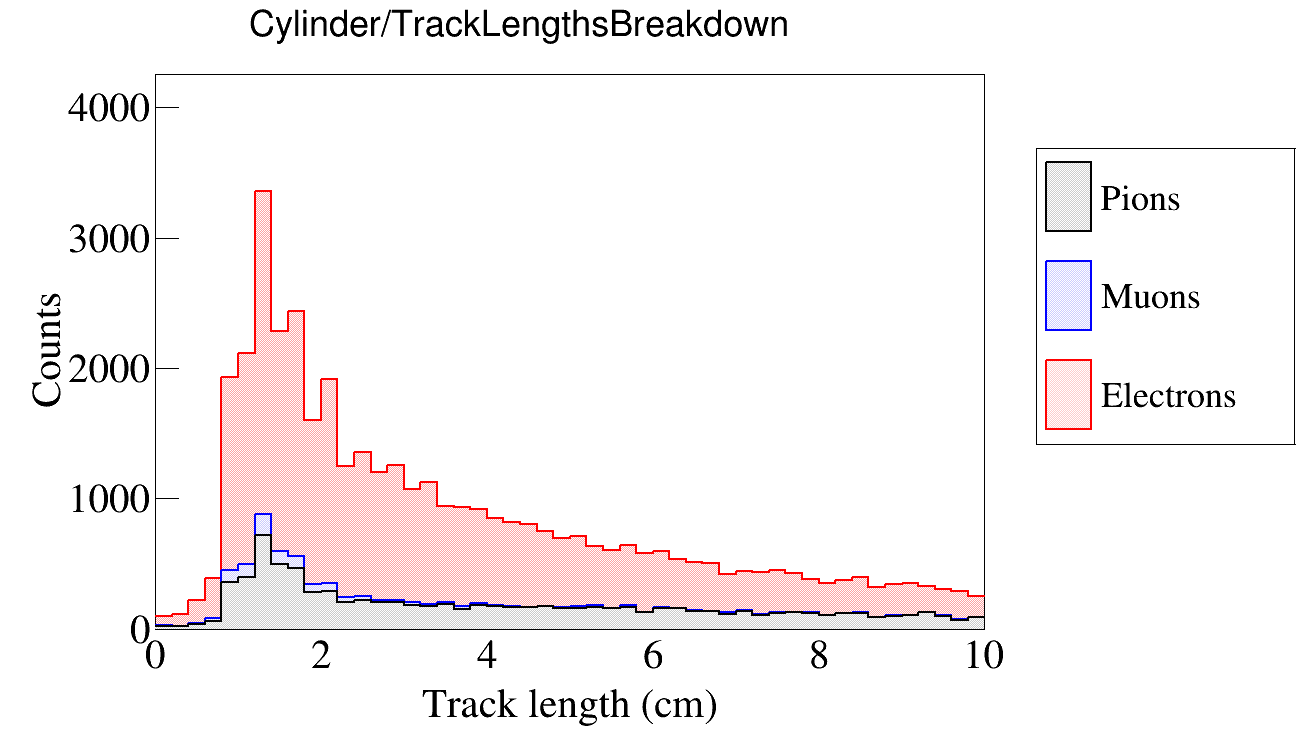 Cylinder/TrackLengthsBreakdown
4000
3000
2000
1000
0
Counts
0 2 4 6 8 10
Track length (cm)
Pions
Muons
Electrons